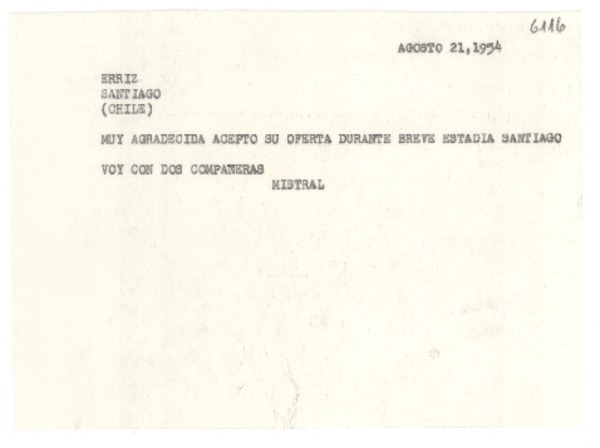 6116
AGOSTO 21,1954
ERRIZ
SANTIAGO
(CHILE)
MUY AGRADECIDA ACEPTO SU OFERTA DURANTE BREVE ESTADIA SANTIAGO
VOY CON DOS COMPAÑERAS
MISTRAL